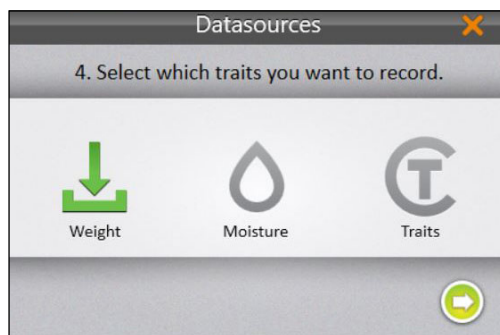 Datasources
4. Select which traits you want to record.
Weight Moisture Traits